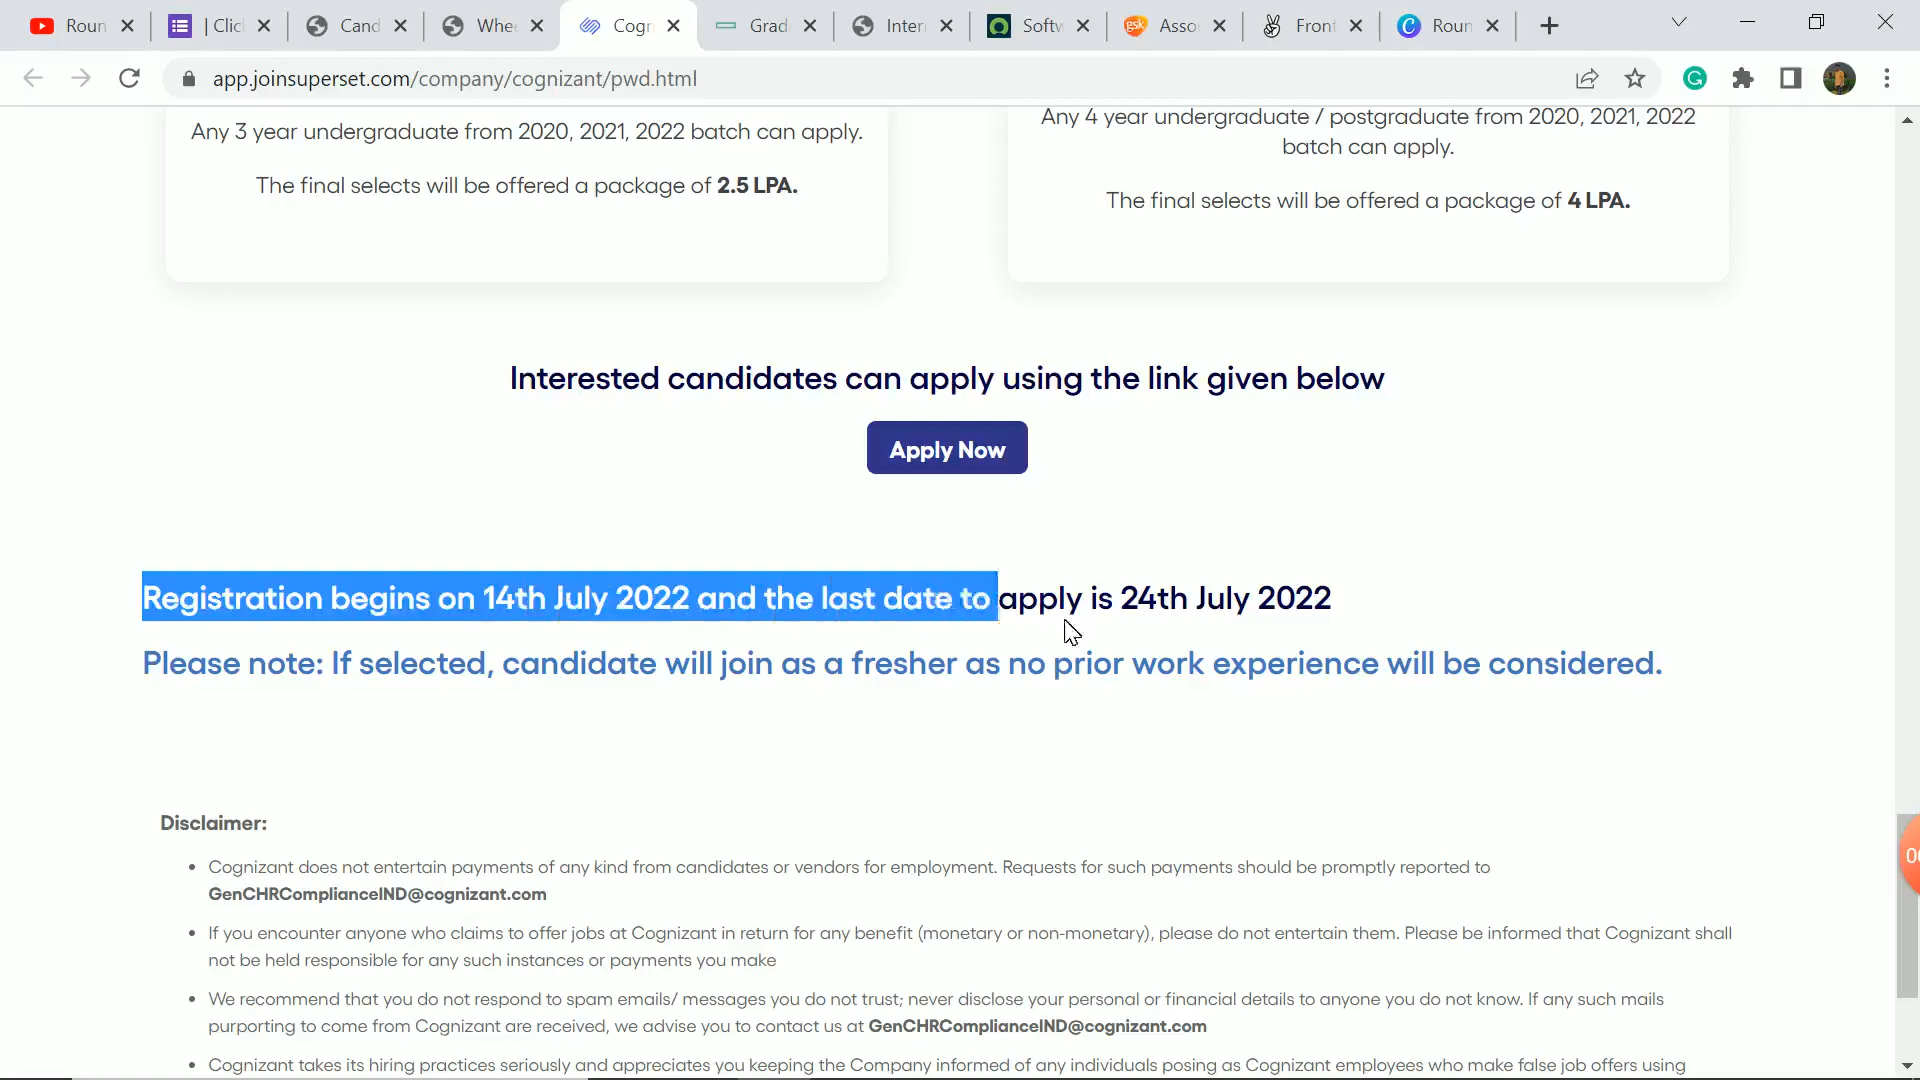 Roun
| Clic
Cand
Whe
Cogn
Grad
Inter
Softw
Asso
Front
Roun
app.joinsuperset.com/company/cognizant/pwd.html
Any 3 year undergraduate from 2020, 2021, 2022 batch can apply.
The final selects will be offered a package of 2.5 LPA.
Any 4 year undergraduate / postgraduate from 2020, 2021, 2022
batch can apply.
The final selects will be offered a package of 4 LPA.
Interested candidates can apply using the link given below
Apply Now
Registration begins on 14th July 2022 and the last date to apply is 24th July 2022
Please note: If selected, candidate will join as a fresher as no prior work experience will be considered.
Disclaimer:
• Cognizant does not entertain payments of any kind from candidates or vendors for employment. Requests for such payments should be promptly reported to
GenCHRComplianceIND@cognizant.com
• If you encounter anyone who claims to offer jobs at Cognizant in return for any benefit (monetary or non-monetary), please do not entertain them. Please be informed that Cognizant shall
not be held responsible for any such instances or payments you make
• We recommend that you do not respond to spam emails/ messages you do not trust; never disclose your personal or financial details to anyone you do not know. If any such mails
purporting to come from Cognizant are received, we advise you to contact us at GenCHRComplianceIND@cognizant.com
• Cognizant takes its hiring practices seriously and appreciates you keeping the Company informed of any individuals posing as Cognizant employees who make false job offers using